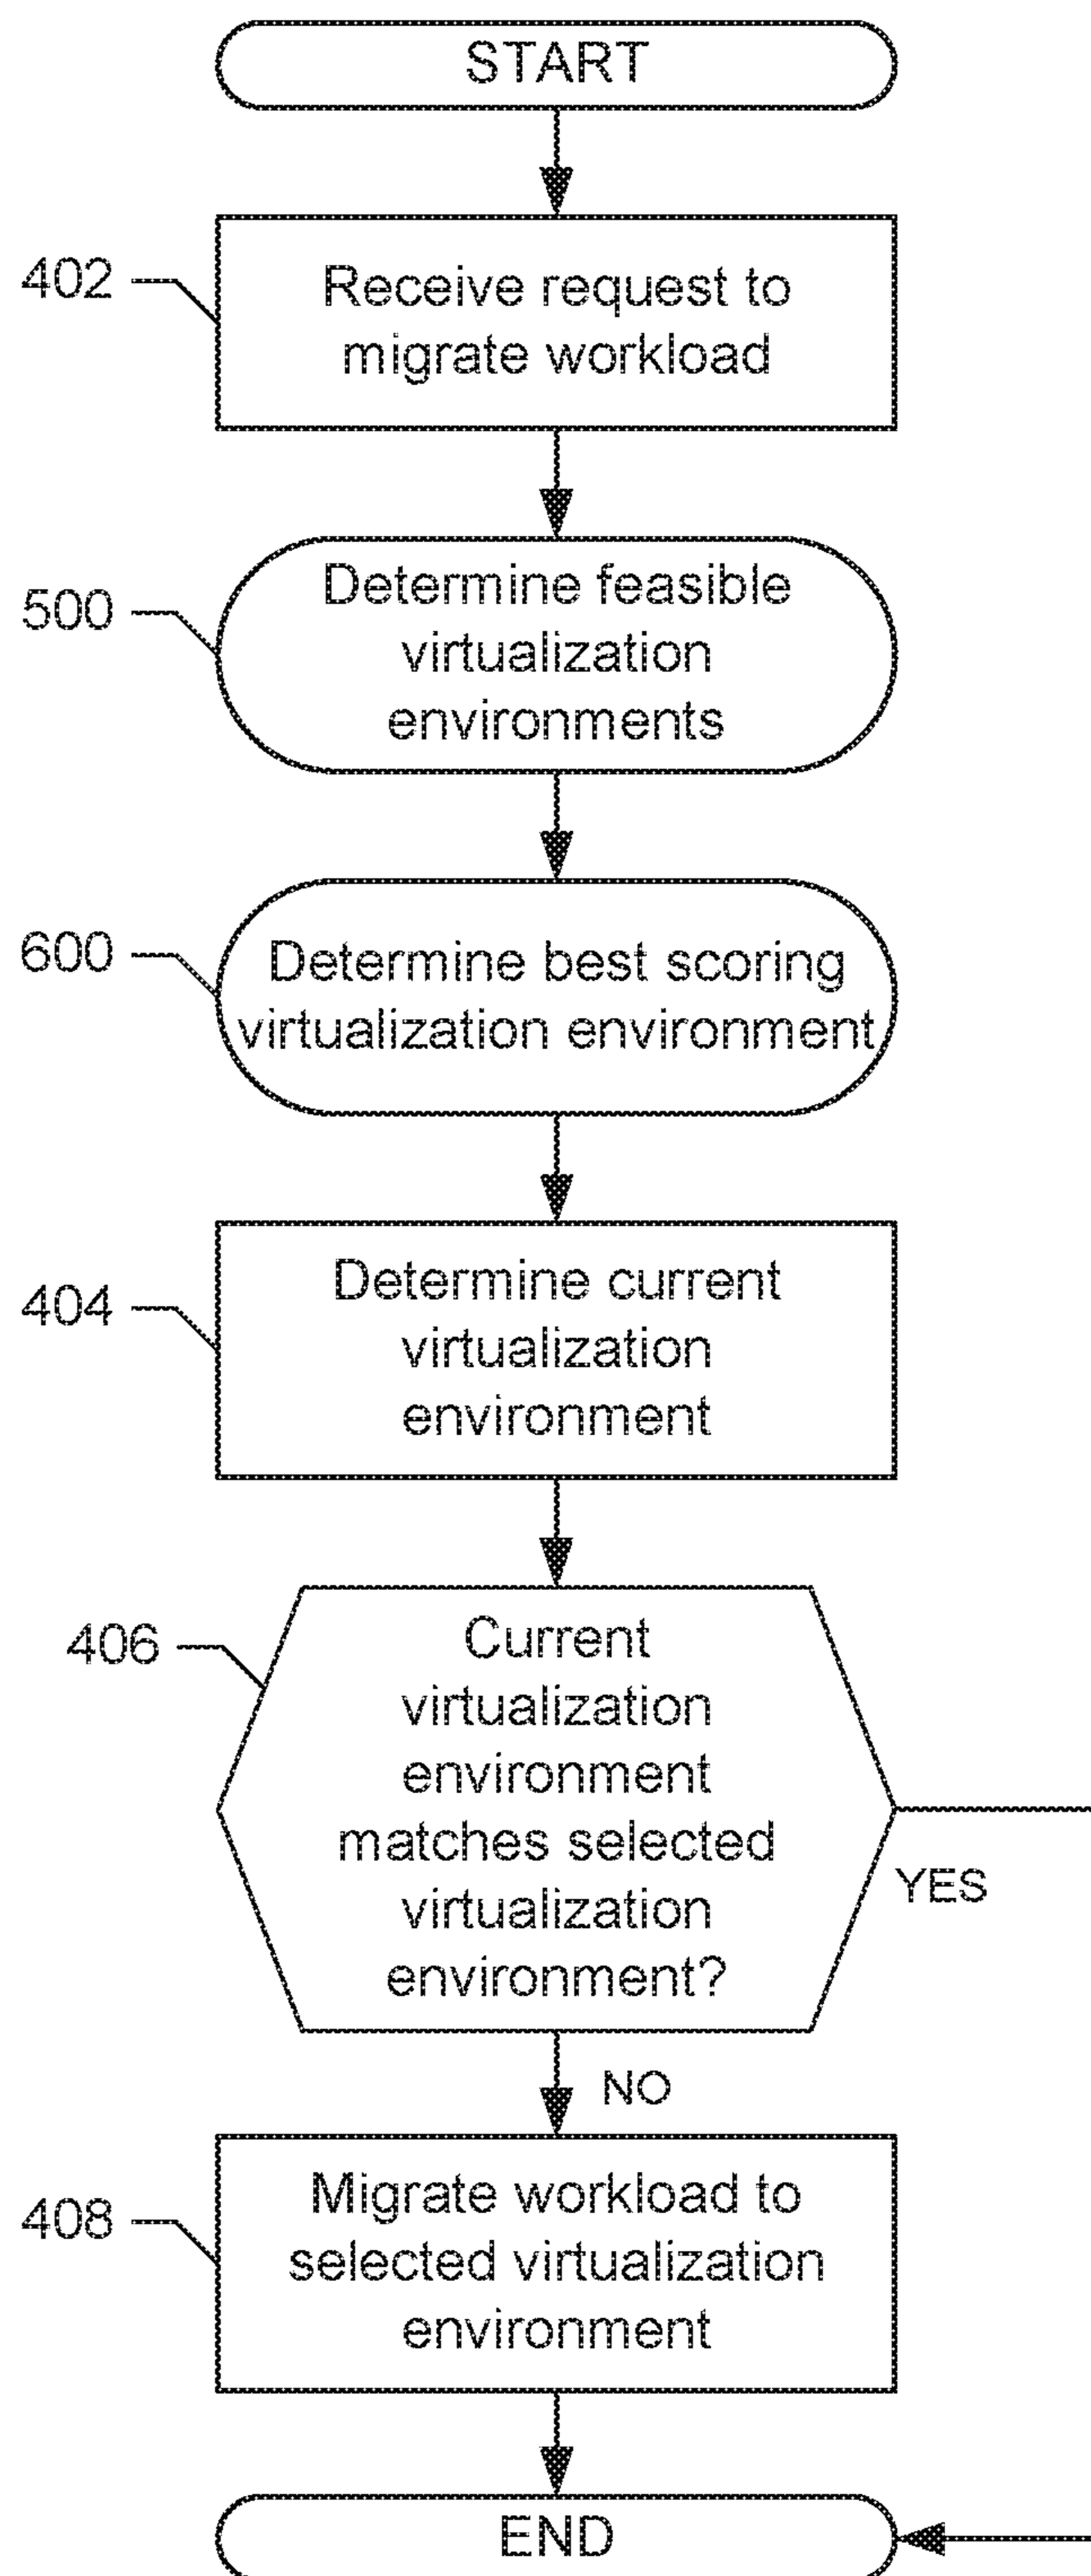 START
402
Receive request to
migrate workload
500
Determine feasible
virtualization
environments
600
Determine best scoring
virtualization environment
404
Determine current
virtualization
environment
406
Current
virtualization
environment
matches selected
virtualization
environment?
YES
NO
408
Migrate workload to
selected virtualization
environment
END